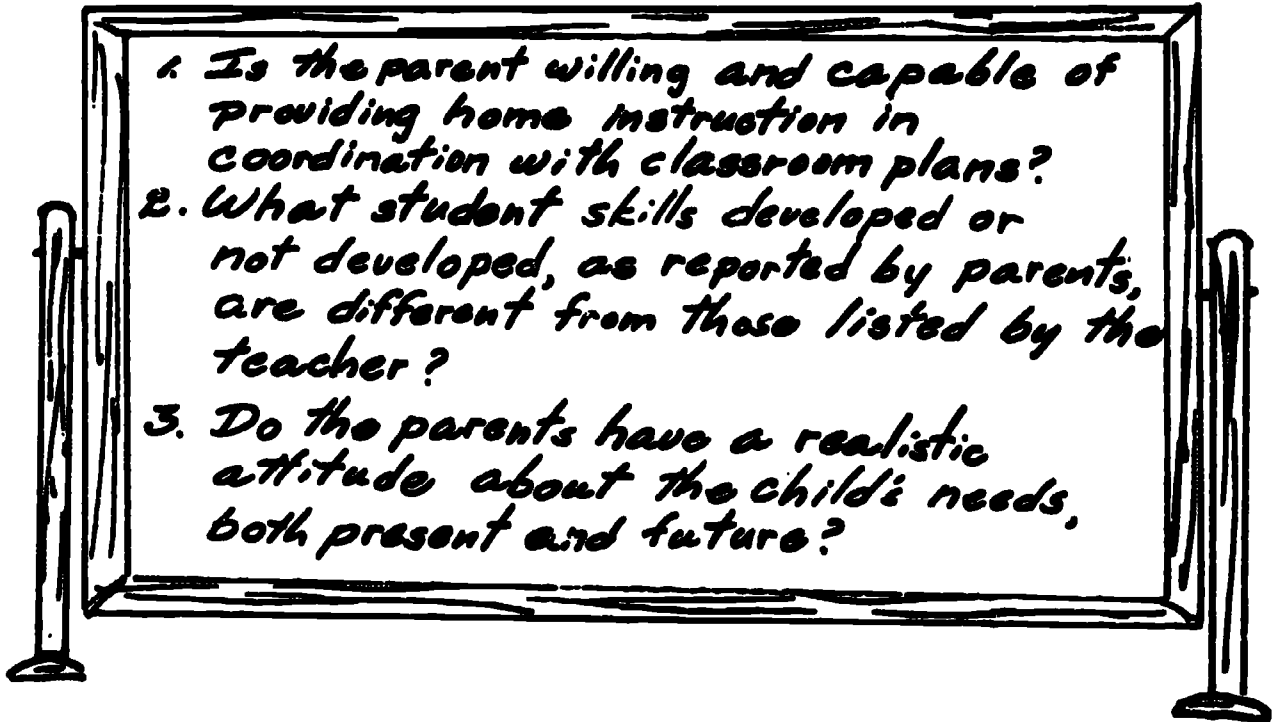 1. Is the parent willing and capable of
providing home instruction in
coordination with classroom plans?
2. What student skills developed or
not developed, as reported by parents,
are different from those listed by the
teacher?
3. Do the parents have a realistic
attitude about the child's needs,
both present and future?